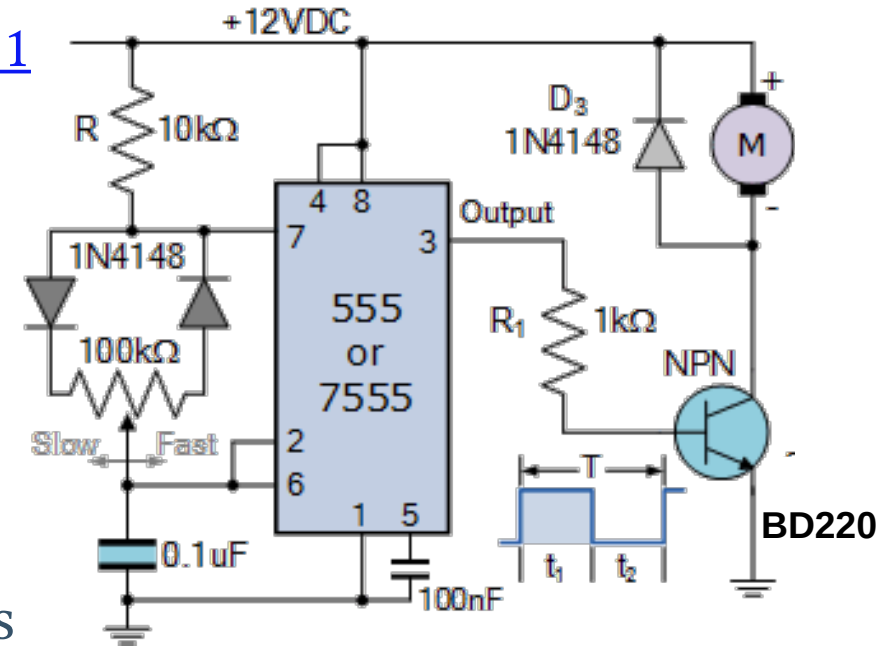 1
+12VDC
R 10kΩ
D3
1N4148
M
+
-
4 8
Output
1N4148
7
3
555
or
7555
R1 1kΩ
100kΩ
NPN
Slow Fast
2
6
T
1 5
BD220
0.1uF
t1 t2
100nF
s